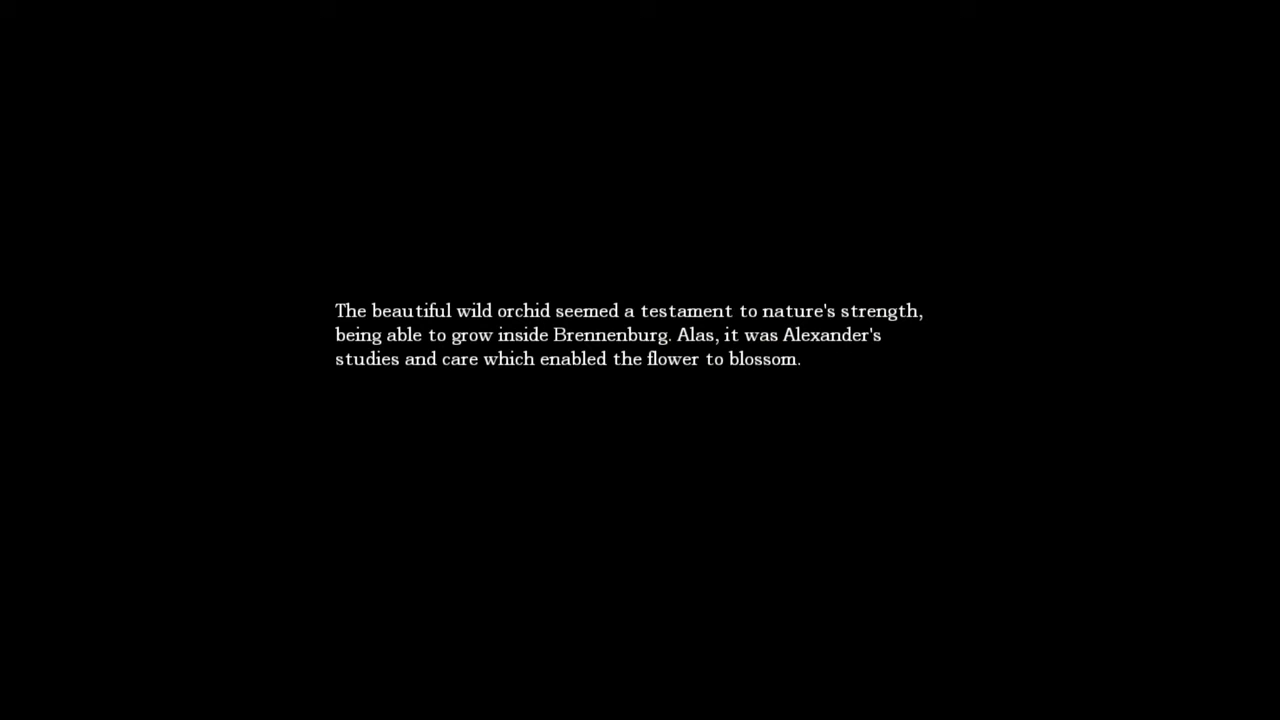 The beautiful wild orchid seemed a testament to nature's strength,
being able to grow inside Brennenburg. Alas, it was Alexander's
studies and care which enabled the flower to blossom.